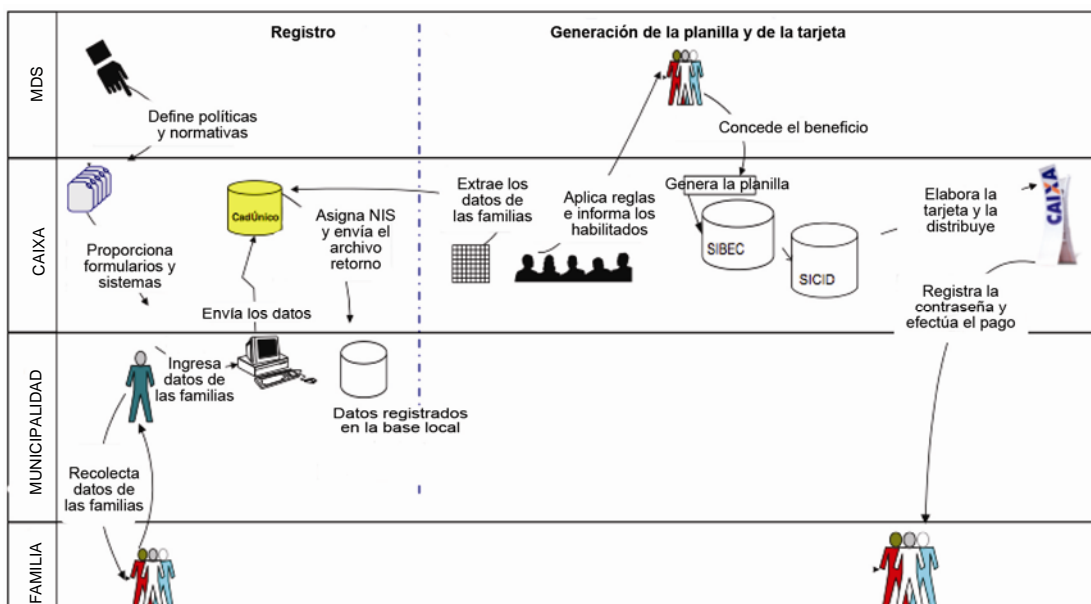 Registro
Generación de la planilla y de la tarjeta
MDS
Define políticas
y normativas
Concede el beneficio
CAIXA
CadÚnico
Proporciona
formularios y
sistemas
Asigna NIS
y envía el
archivo
retorno
Envía los datos
Extrae los
datos de
las familias
Aplica reglas
e informa los
habilitados
Genera la planilla
SIBEC
SICID
Elabora la
tarjeta y la
distribuye
CAIXA
Registra la
contraseña y
efectúa el pago
MUNICIPALIDAD
Ingresa
datos de
las familias
Datos registrados
en la base local
Recolecta
datos de
las familias
FAMILIA